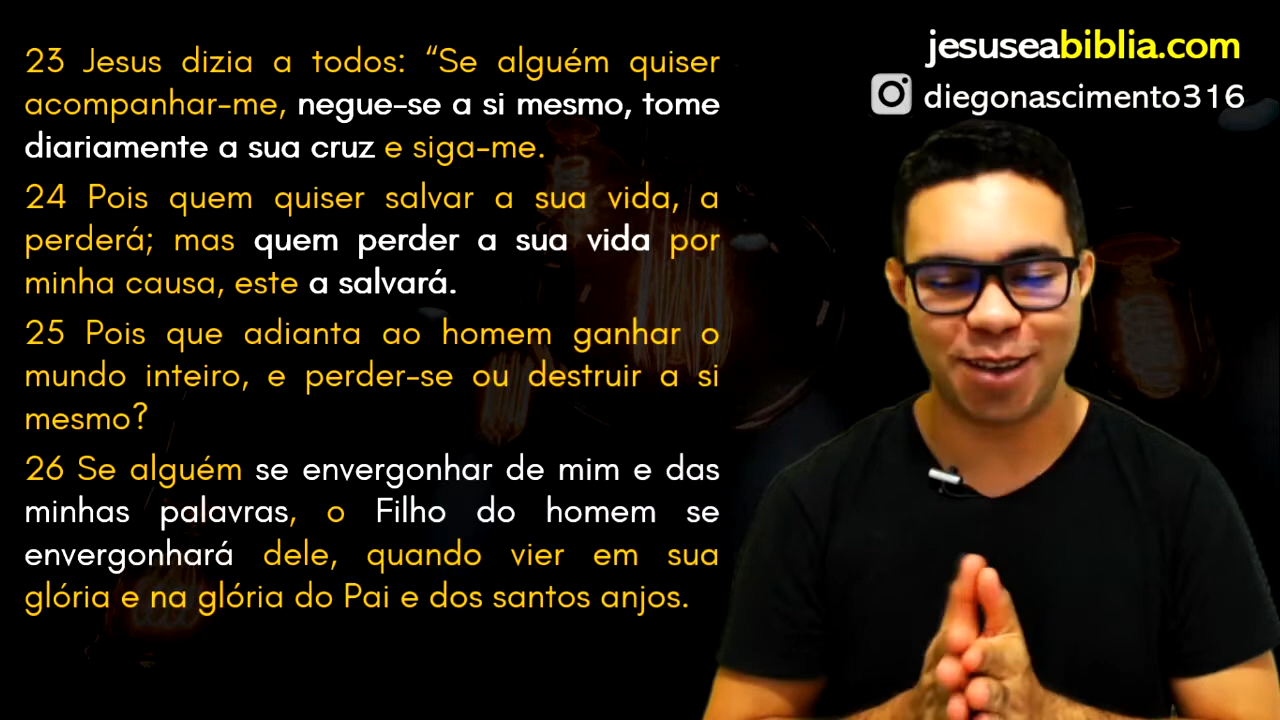 23 Jesus dizia a todos: “Se alguém quiser
acompanhar-me, negue-se a si mesmo, tome
diariamente a sua cruz e siga-me.
24 Pois quem quiser salvar a sua vida, a
perderá; mas quem perder a sua vida por
minha causa, este a salvará.
25 Pois que adianta ao homem ganhar o
mundo inteiro, e perder-se ou destruir a si
mesmo?
26 Se alguém se envergonhar de mim e das
minhas palavras, o Filho do homem se
envergonhará dele, quando vier em sua
glória e na glória do Pai e dos santos anjos.
jesuseabiblia.com
diegonascimento316